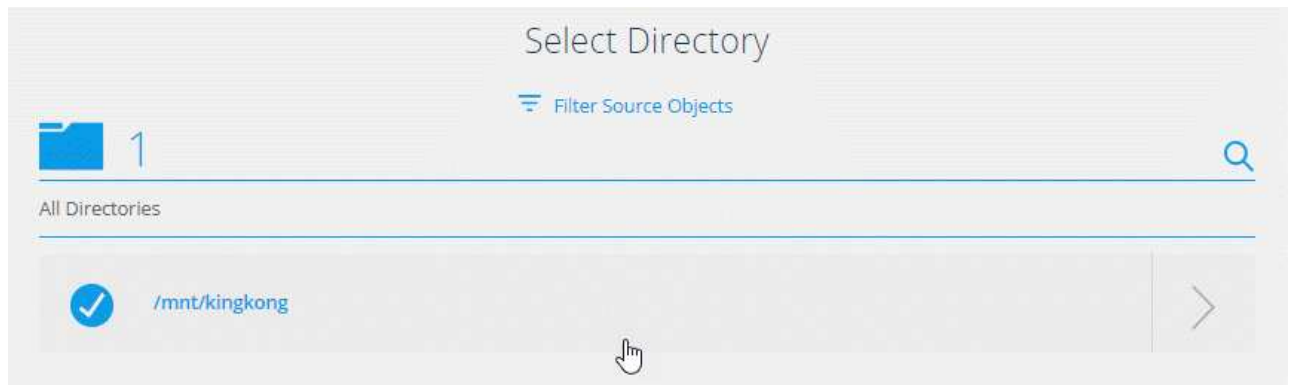 Select Directory
Filter Source Objects
1
All Directories
/mnt/kingkong